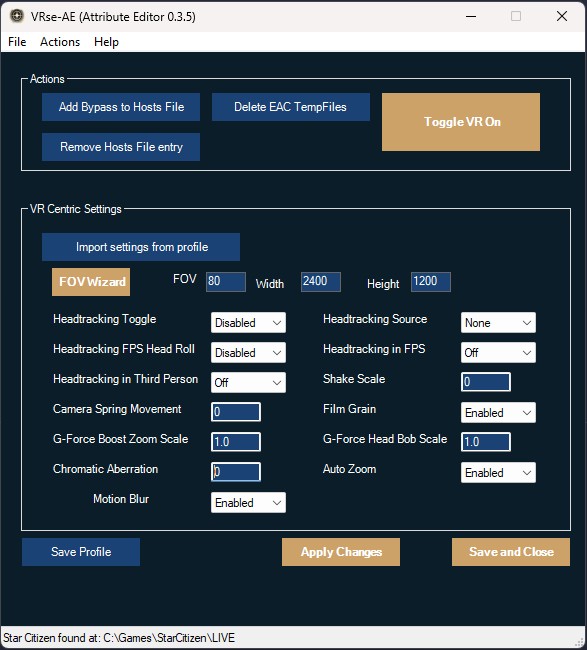 VRse-AE (Attribute Editor 0.3.5)
File Actions Help
Actions
Add Bypass to Hosts File Delete EAC TempFiles Toggle VR On
Remove Hosts File entry
VR Centric Settings
Import settings from profile
FOV Wizard FOV 80 Width 2400 Height 1200
Headtracking Toggle Disabled Headtracking Source None
Headtracking FPS Head Roll Disabled Headtracking in FPS Off
Headtracking in Third Person Off Shake Scale 0
Camera Spring Movement 0 Film Grain Enabled
G-Force Boost Zoom Scale 1.0 G-Force Head Bob Scale 1.0
Chromatic Aberration 0 Auto Zoom Enabled
Motion Blur Enabled
Save Profile Apply Changes Save and Close
Star Citizen found at: C:\Games\StarCitizen\LIVE